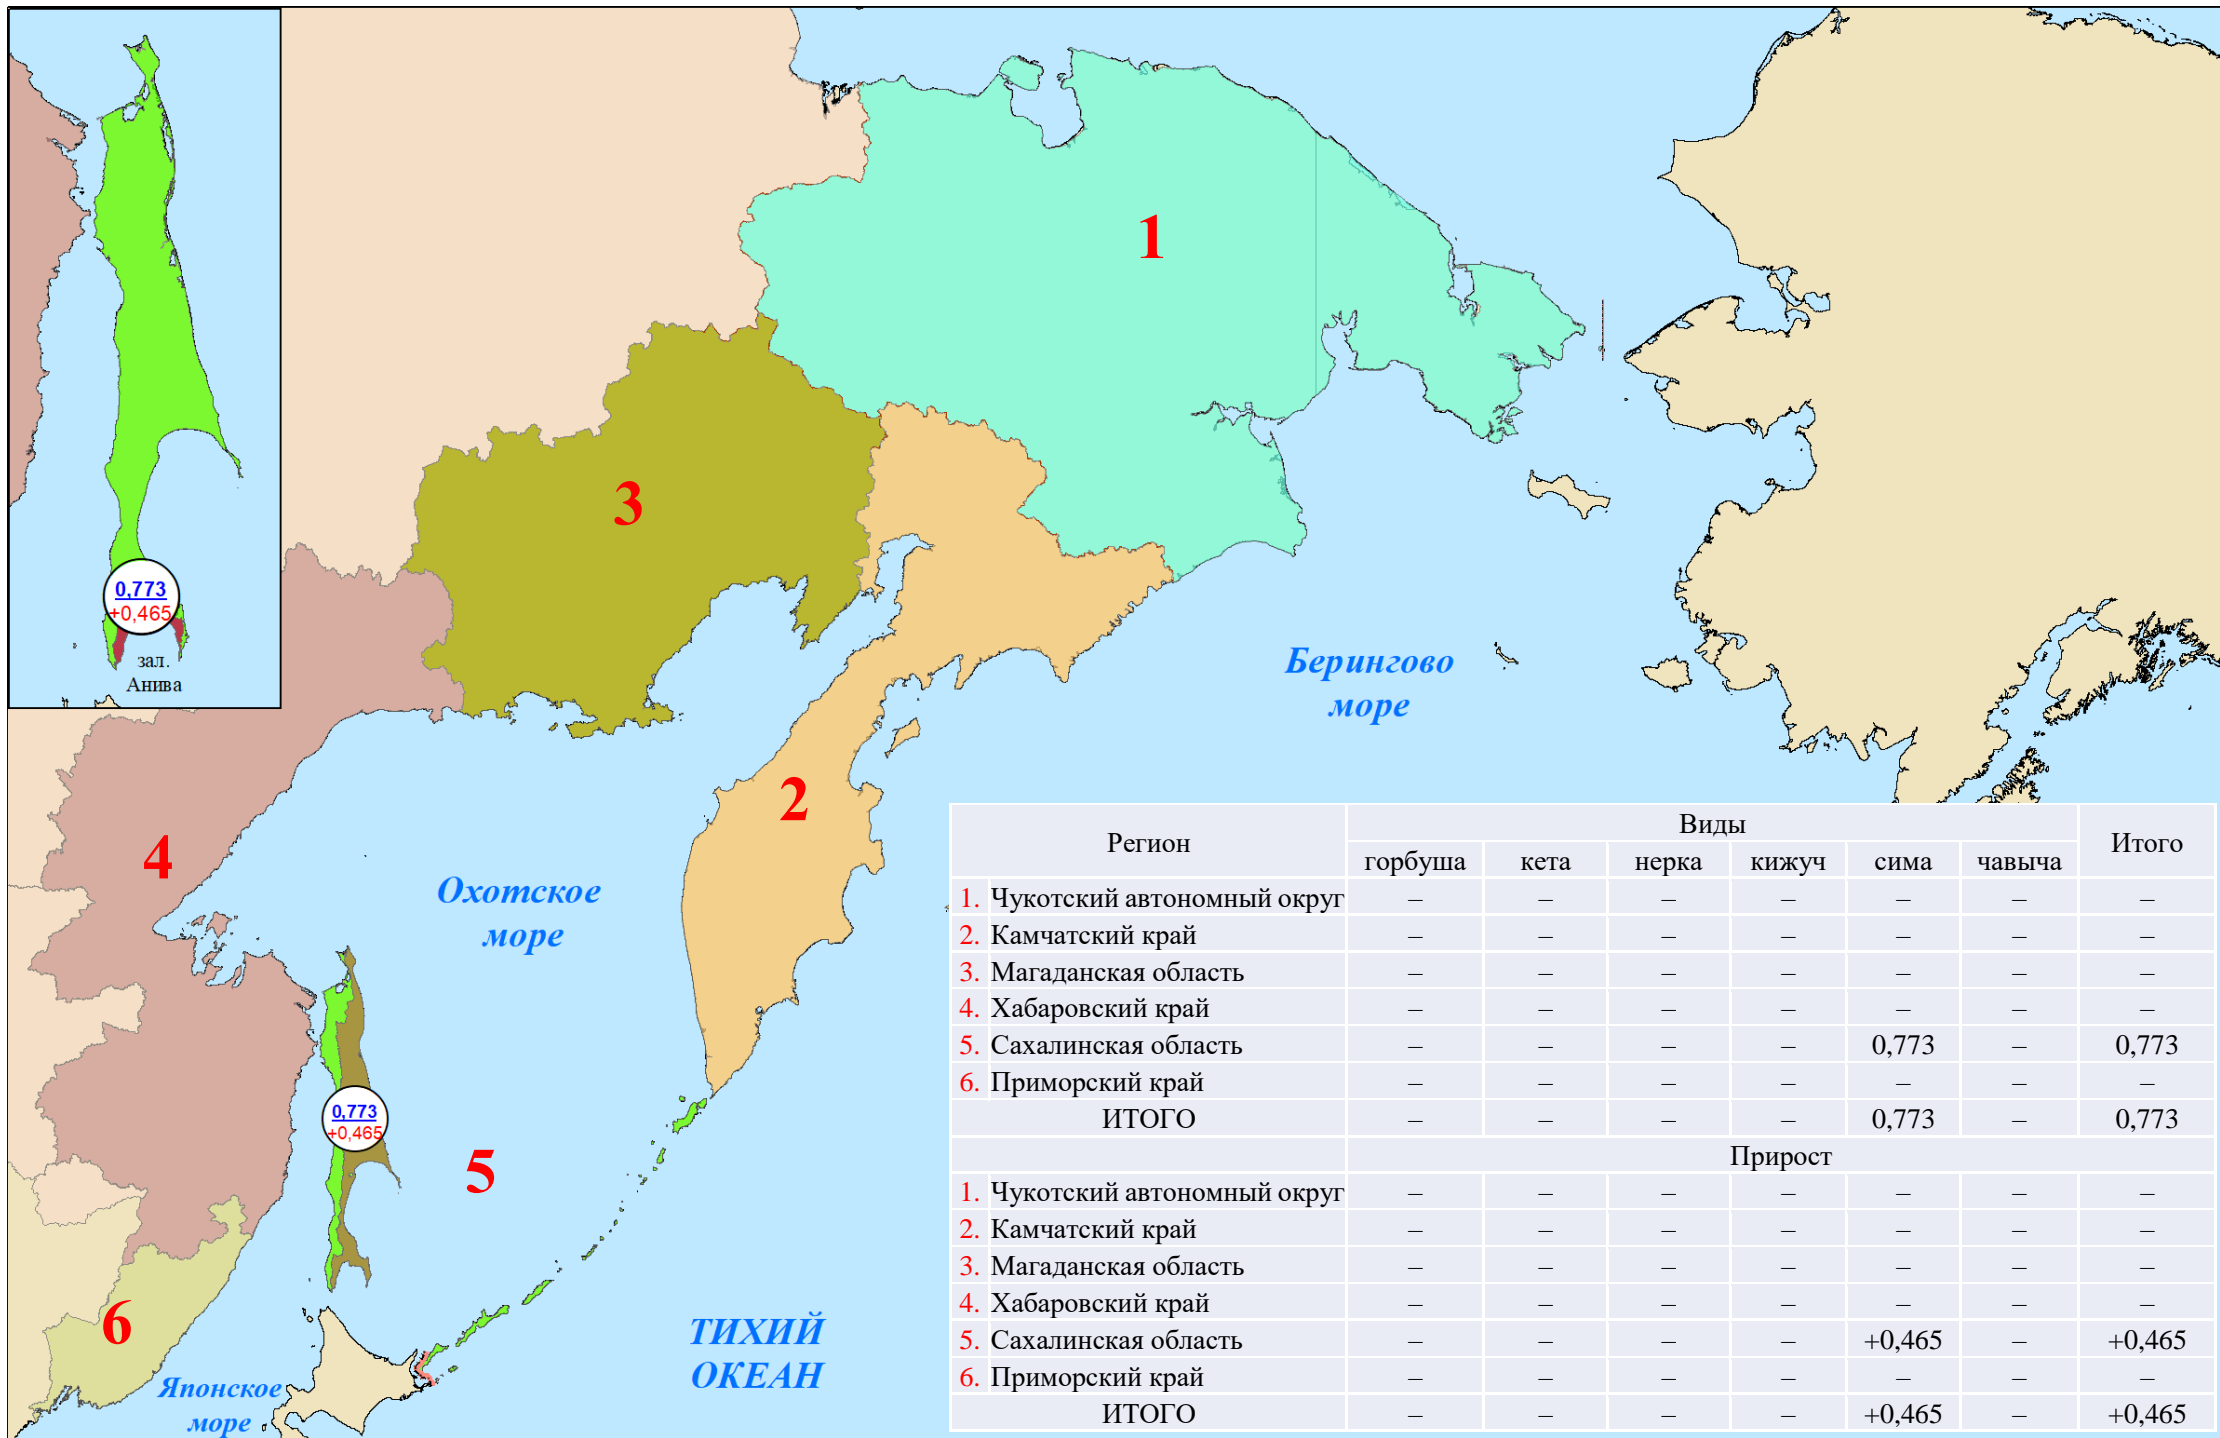 0,773
+0,465
зал.
Анива
1
3
2
4
5
6
Берингово
море
Охотское
море
0,773
+0,465
ТИХИЙ
ОКЕАН
Японское
море
Регион Виды Итого
горбуша кета нерка кижуч сима чавыча
1. Чукотский автономный округ – – – – – – –
2. Камчатский край – – – – – – –
3. Магаданская область – – – – – – –
4. Хабаровский край – – – – – – –
5. Сахалинская область – – – – 0,773 – 0,773
6. Приморский край – – – – – – –
ИТОГО – – – – 0,773 – 0,773
Прирост
1. Чукотский автономный округ – – – – – – –
2. Камчатский край – – – – – – –
3. Магаданская область – – – – – – –
4. Хабаровский край – – – – – – –
5. Сахалинская область – – – – +0,465 – +0,465
6. Приморский край – – – – – – –
ИТОГО – – – – +0,465 – +0,465